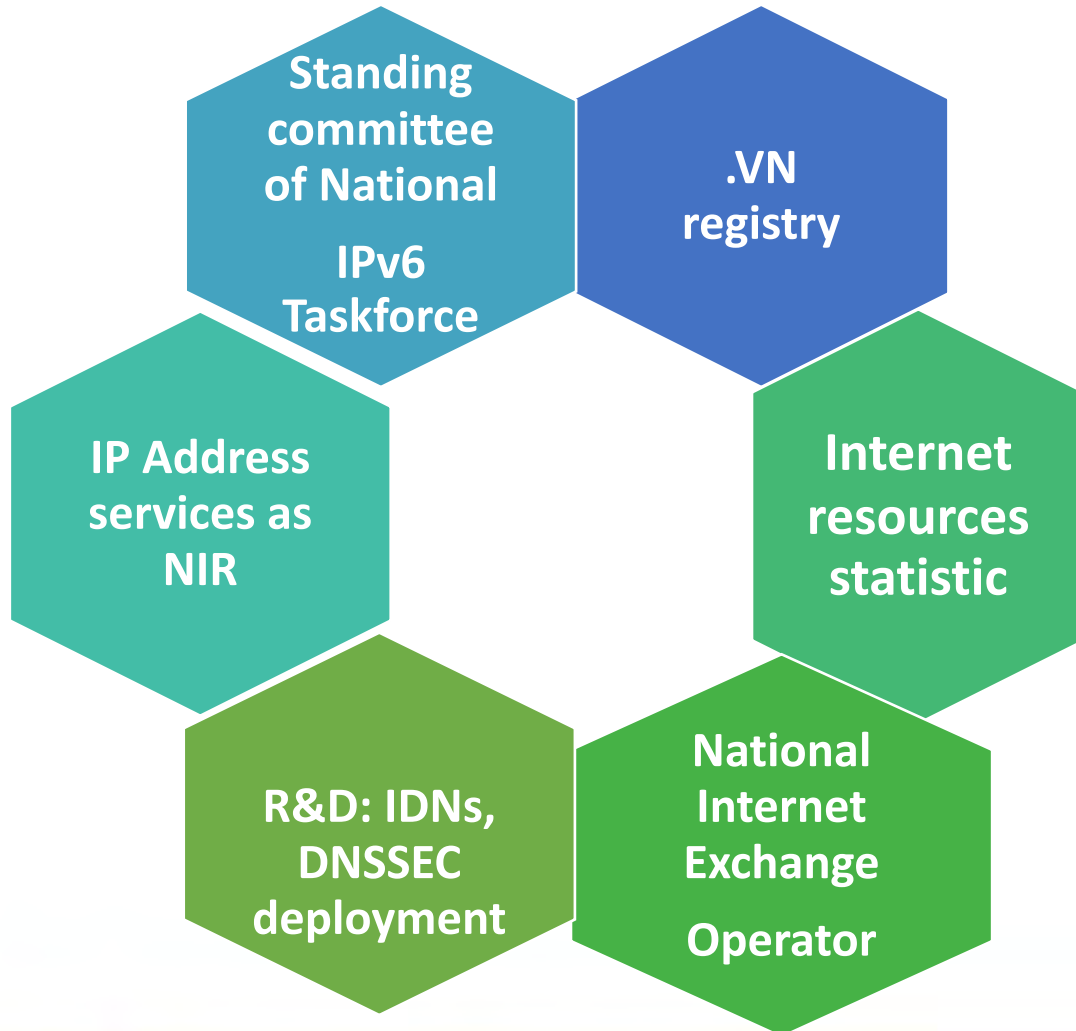 Standing
committee
of National
IPv6
Taskforce
.VN
registry
IP Address
services as
NIR
Internet
resources
statistic
R&D: IDNs,
DNSSEC
deployment
National
Internet
Exchange
Operator